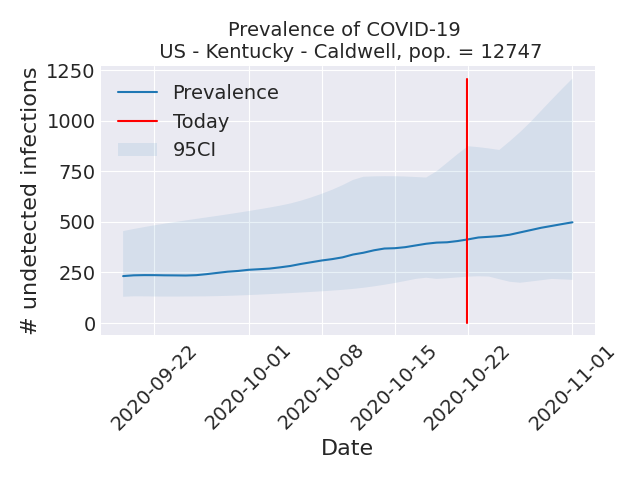 Prevalence of COVID-19
US - Kentucky - Caldwell, pop. = 12747
# undetected infections
1250
1000
750
500
250
0
Prevalence
Today
95CI
2020-09-22
2020-10-01
2020-10-08
2020-10-15
2020-10-22
2020-11-01
Date